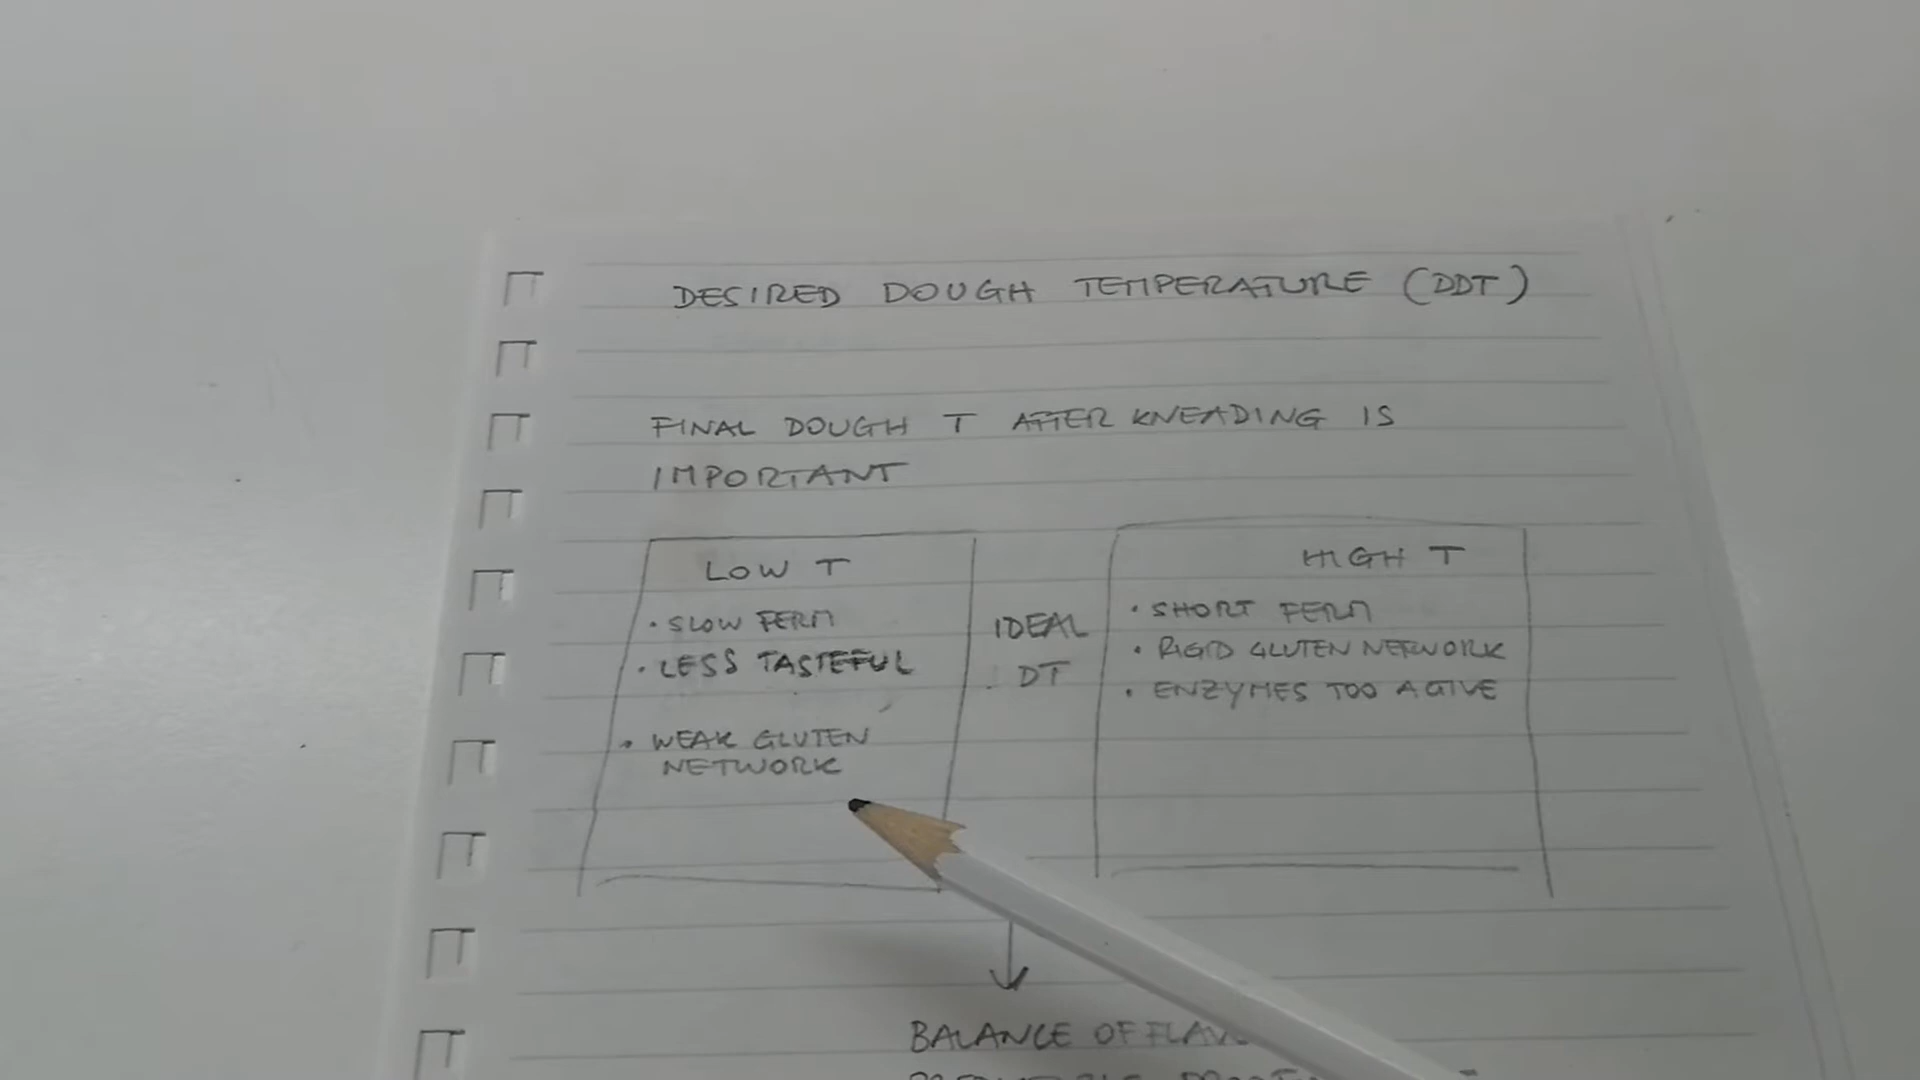 DESIRED DOUGH TEMPERATURE (DDT)
FINAL DOUGH T AFTER KNEADING IS
IMPORTANT
LOW T
• SLOW FERM
• LESS TASTEFUL
• WEAK GLUTEN
NETWORK
IDEAL
DT
HIGH T
• SHORT FERM
• RIGID GLUTEN NETWORK
• ENZYMES TOO ACTIVE
BALANCE OF